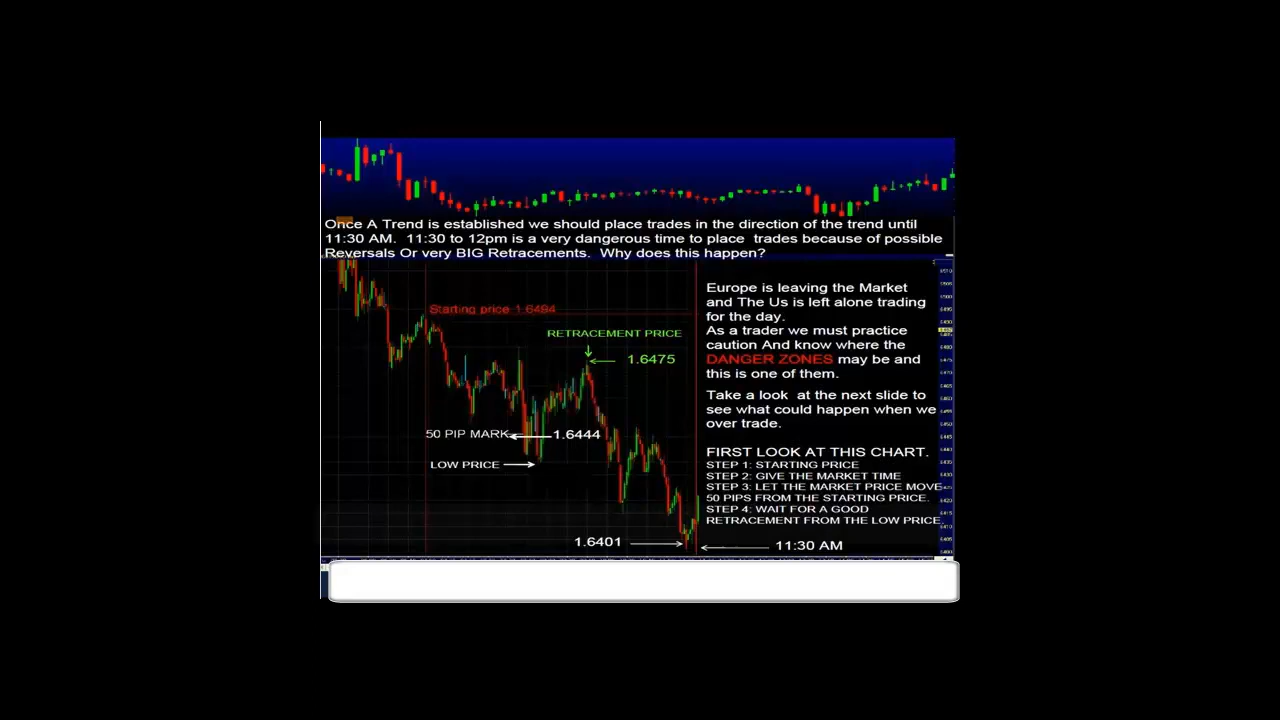 Once A Trend is established we should place trades in the direction of the trend until
11:30 AM.  11:30 to 12pm is a very dangerous time to place  trades because of possible
Reversals Or very BIG Retracements.  Why does this happen?
Europe is leaving the Market
and The Us is left alone trading
for the day.
As a trader we must practice
caution And know where the
DANGER ZONES may be and
this is one of them.
Take a look  at the next slide to
see what could happen when we
over trade.
FIRST LOOK AT THIS CHART.
STEP 1: STARTING PRICE
STEP 2: GIVE THE MARKET TIME
STEP 3: LET THE MARKET PRICE MOVE
50 PIPS FROM THE STARTING PRICE.
STEP 4: WAIT FOR A GOOD
RETRACEMENT FROM THE LOW PRICE.
Starting price 1.6494
RETRACEMENT PRICE
1.6475
50 PIP MARK
1.6444
LOW PRICE
1.6401
11:30 AM